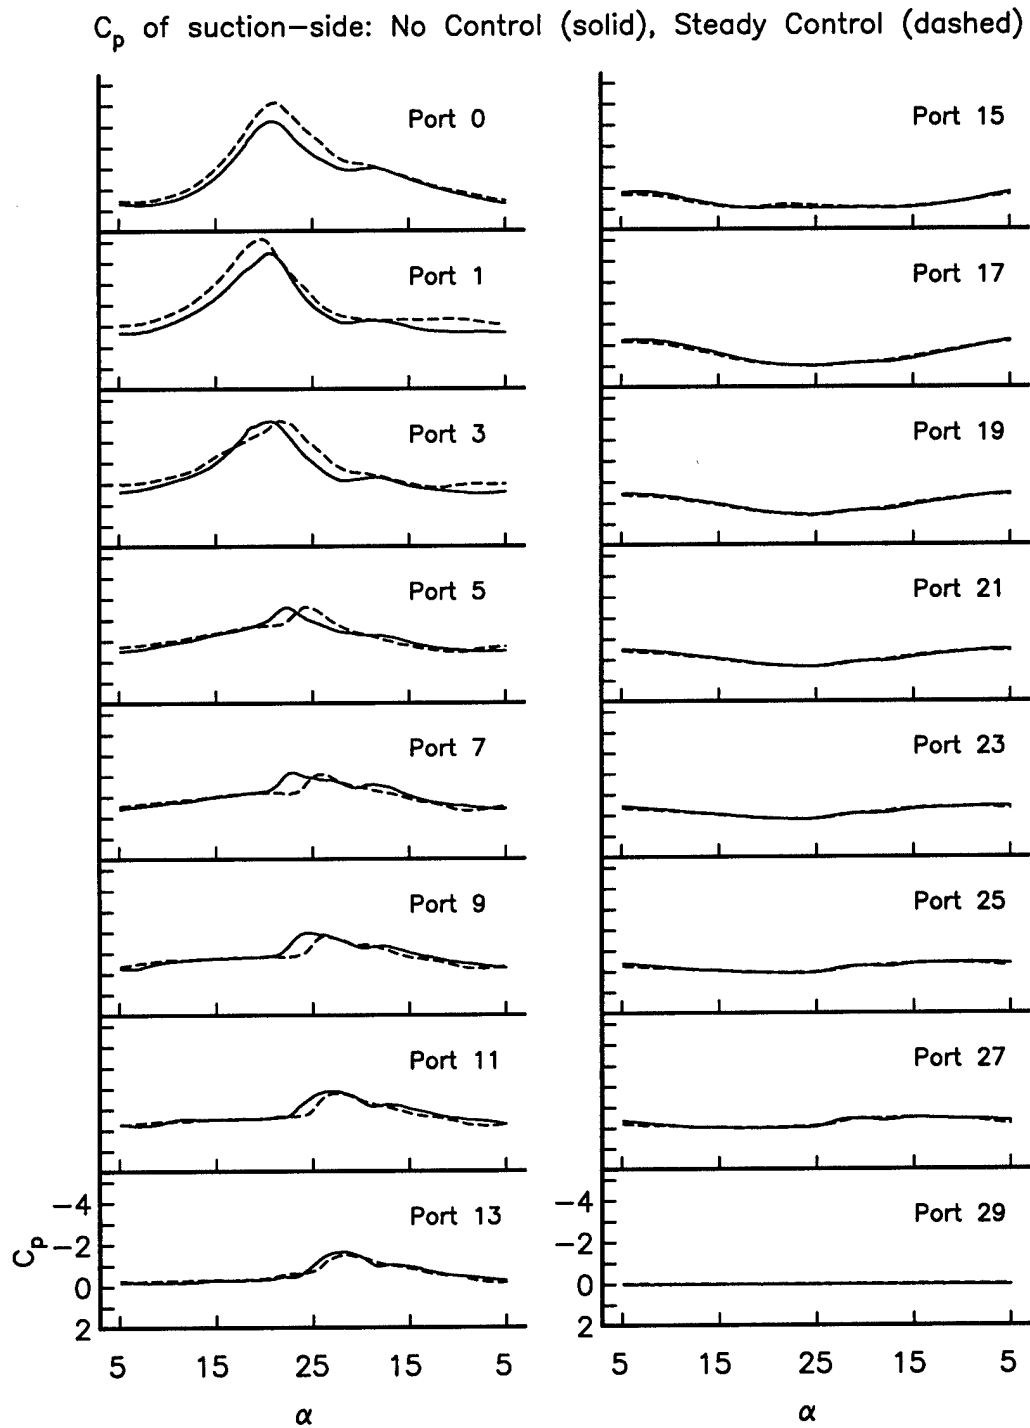 Cp of suction-side: No Control (solid), Steady Control (dashed)
Port 0
Port 1
Port 3
Port 5
Port 7
Port 9
Port 11
Port 13
-4
-2
0
2
Cp
5 15 25 15 5
α
Port 15
Port 17
Port 19
Port 21
Port 23
Port 25
Port 27
Port 29
-4
-2
0
2
5 15 25 15 5
α